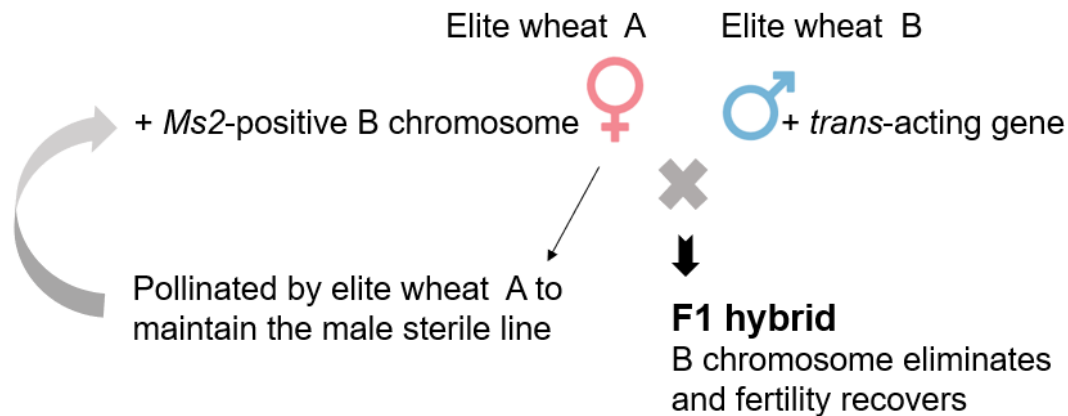 Elite wheat A
Elite wheat B
+ Ms2-positive B chromosome
+ trans-acting gene
Pollinated by elite wheat A to
maintain the male sterile line
F1 hybrid
B chromosome eliminates
and fertility recovers